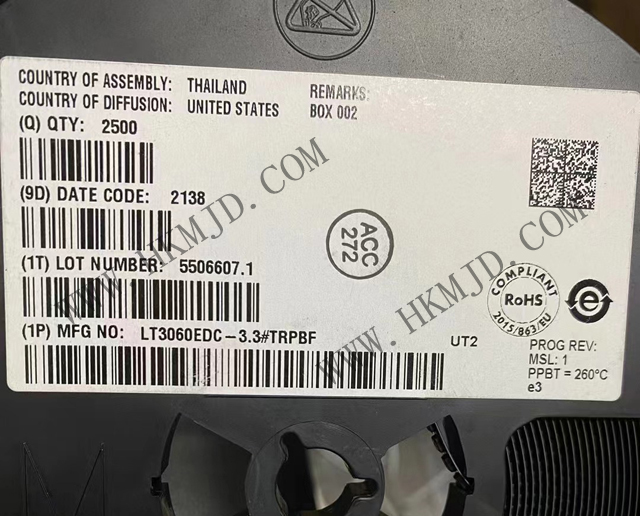 COUNTRY OF ASSEMBLY: THAILAND
COUNTRY OF DIFFUSION: UNITED STATES
REMARKS:
BOX 002
(Q) QTY: 2500
(9D) DATE CODE: 2138
(1T) LOT NUMBER: 5506607.1
(1P) MFG NO: LT3060EDC-3.3#TRPBF
ACC
272
COMPLIANT
RoHS
2015/863/EU
e
UT2
PROG REV:
MSL: 1
PPBT = 260°C
e3
WWW.HKMJD.COM
WWW.HKMJD.COM